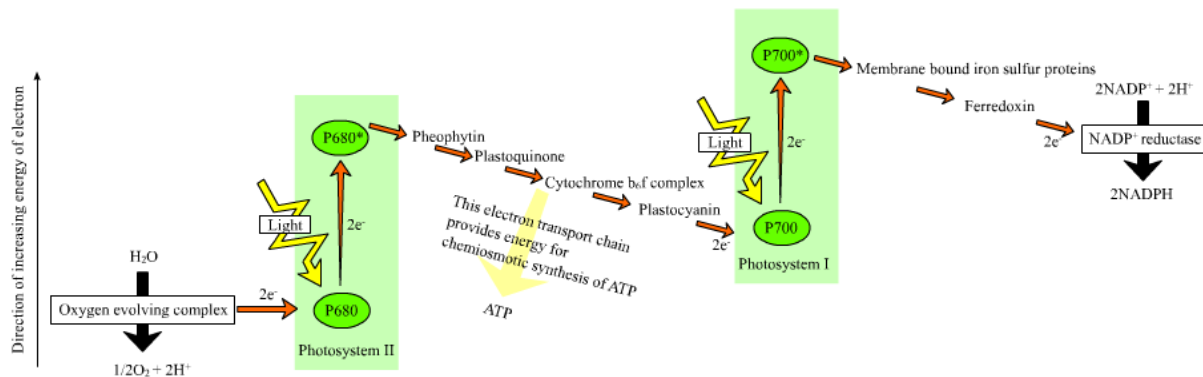 Direction of increasing energy of electron
H₂O
Oxygen evolving complex
1/2O₂ + 2H⁺
2e⁻
Light
P680*
2e⁻
P680
Photosystem II
Pheophytin
Plastoquinone
Cytochrome b₆f complex
Plastocyanin
2e⁻
This electron transport chain
provides energy for
chemiosmotic synthesis of ATP
ATP
P700*
Light
2e⁻
P700
Photosystem I
Membrane bound iron sulfur proteins
Ferredoxin
2e⁻
2NADP⁺ + 2H⁺
NADP⁺ reductase
2NADPH